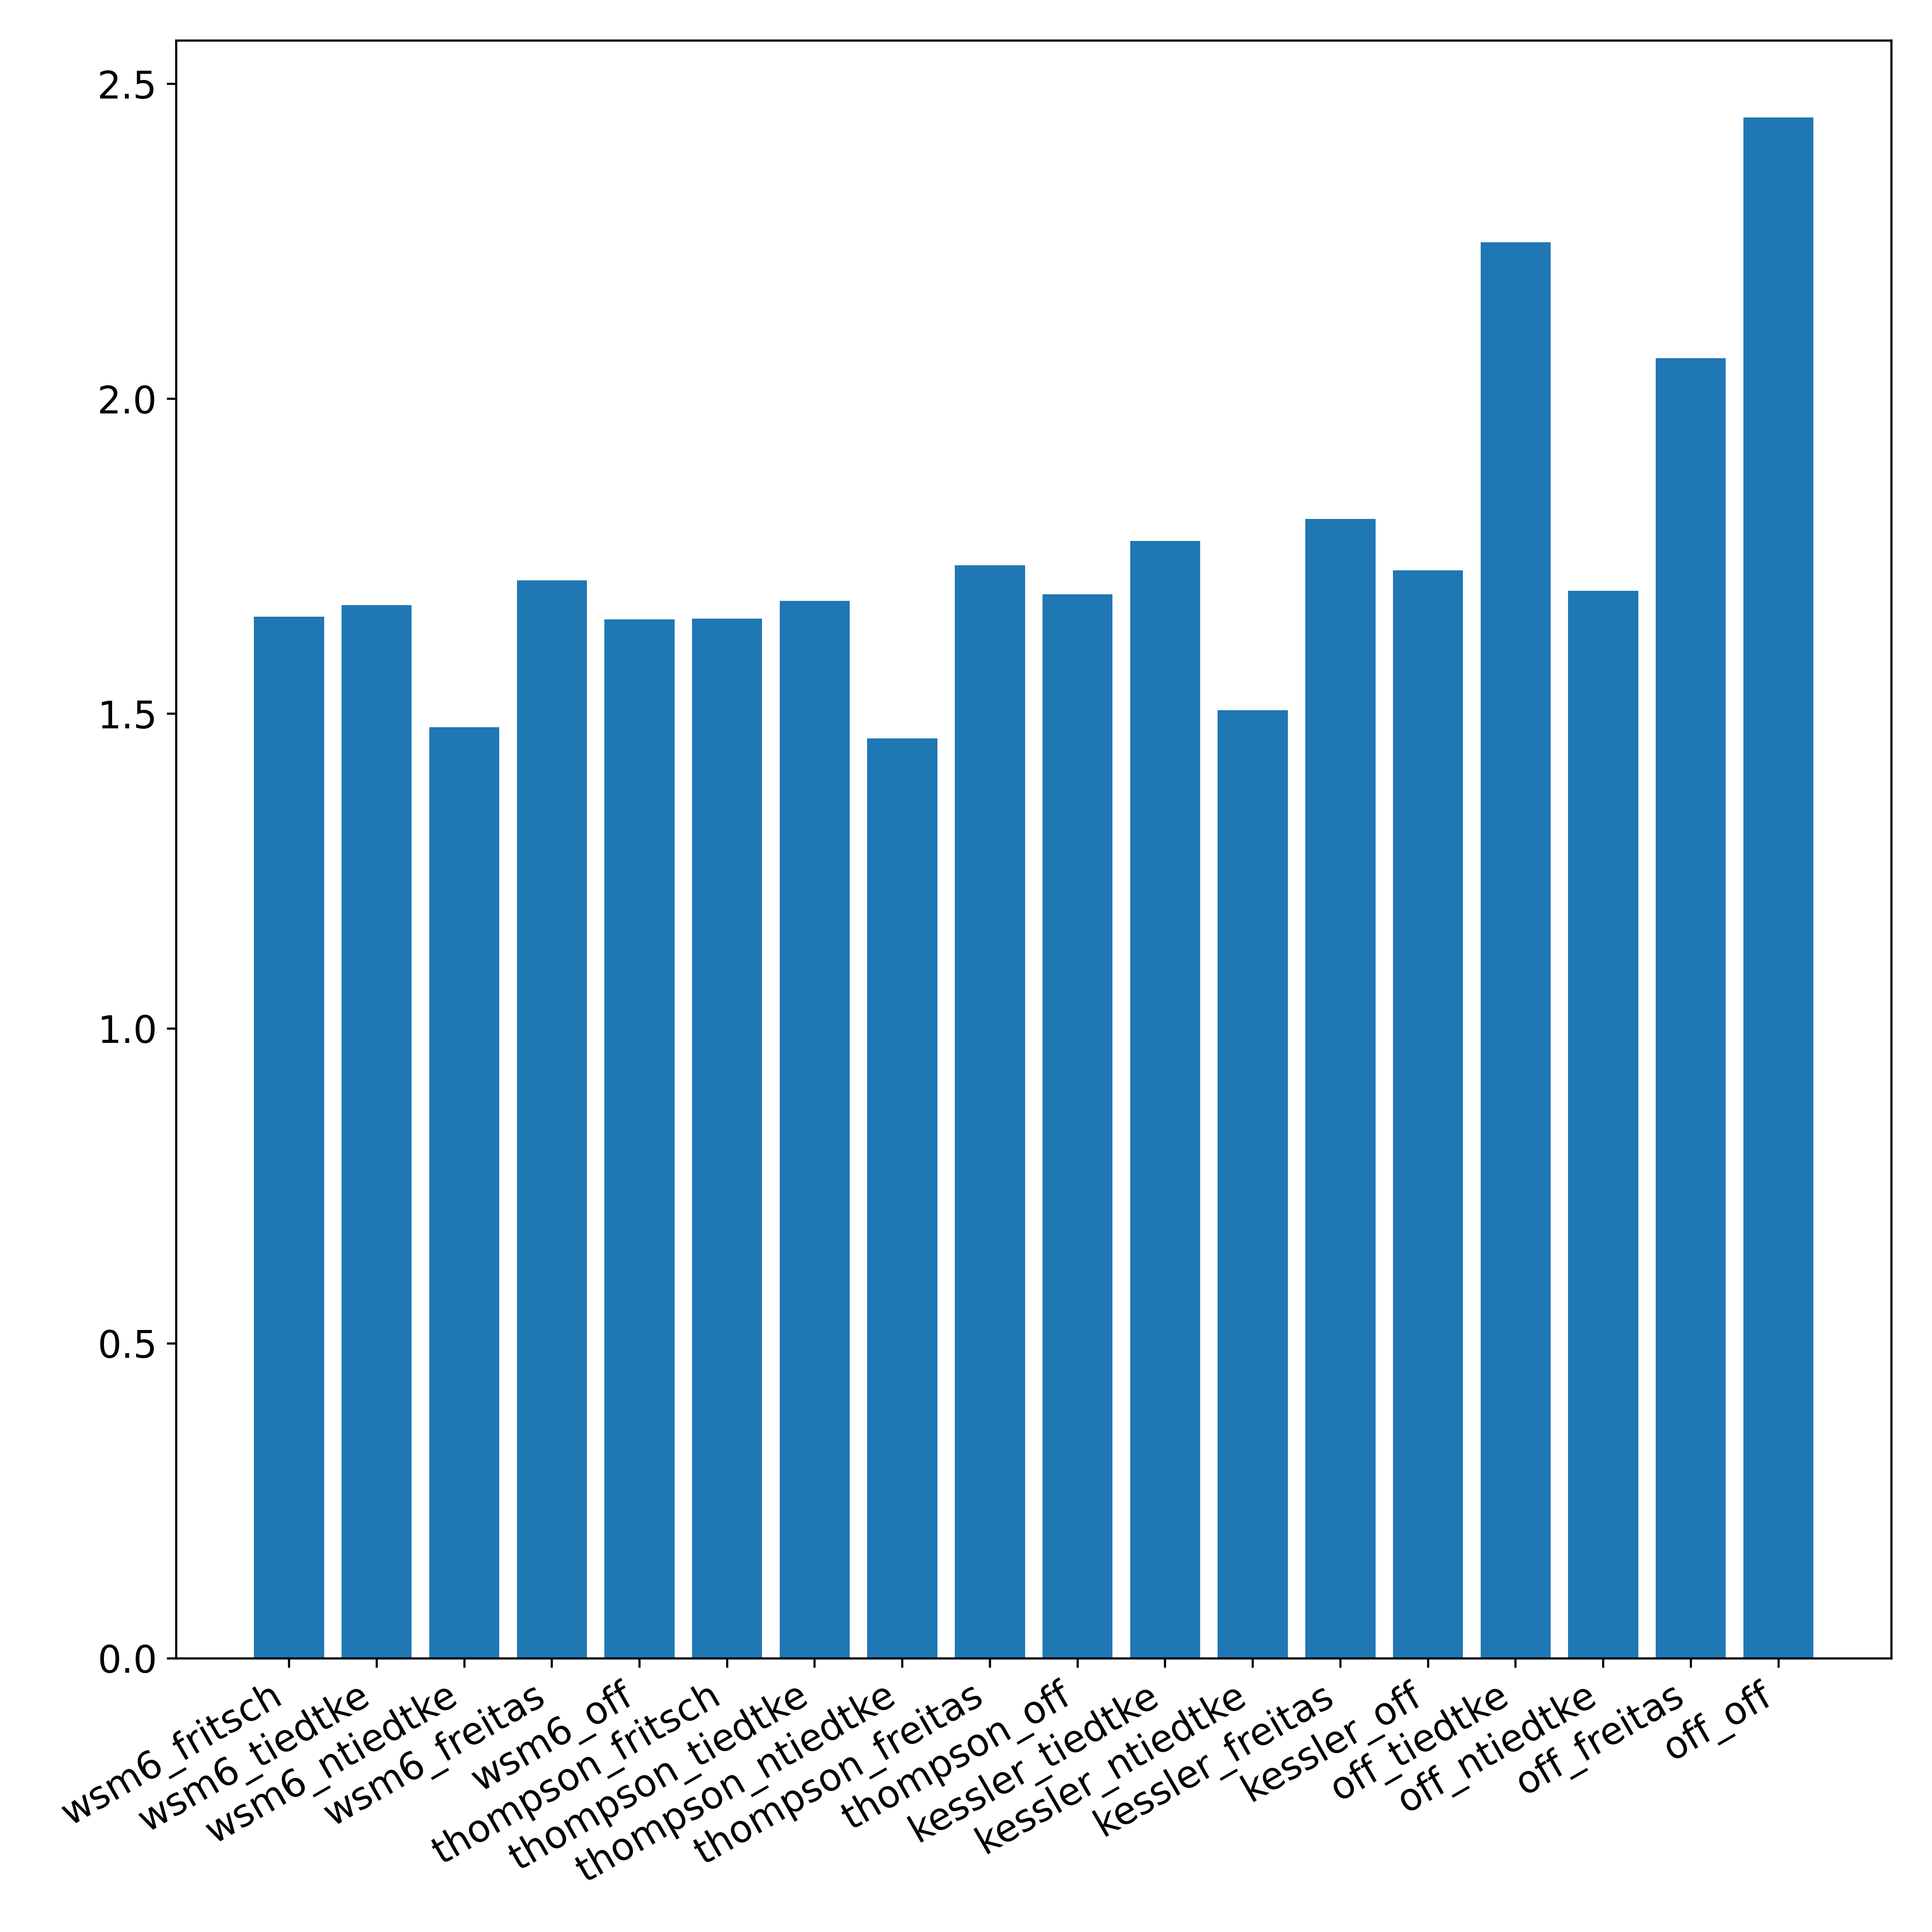 2.5
2.0
1.5
1.0
0.5
0.0
wsm6_fritsch
wsm6_tiedtke
wsm6_ntiedtke
wsm6_freitas
wsm6_off
thompson_fritsch
thompson_tiedtke
thompson_ntiedtke
thompson_freitas
thompson_off
kessler_tiedtke
kessler_ntiedtke
kessler_freitas
kessler_off
off_tiedtke
off_ntiedtke
off_freitas
off_off